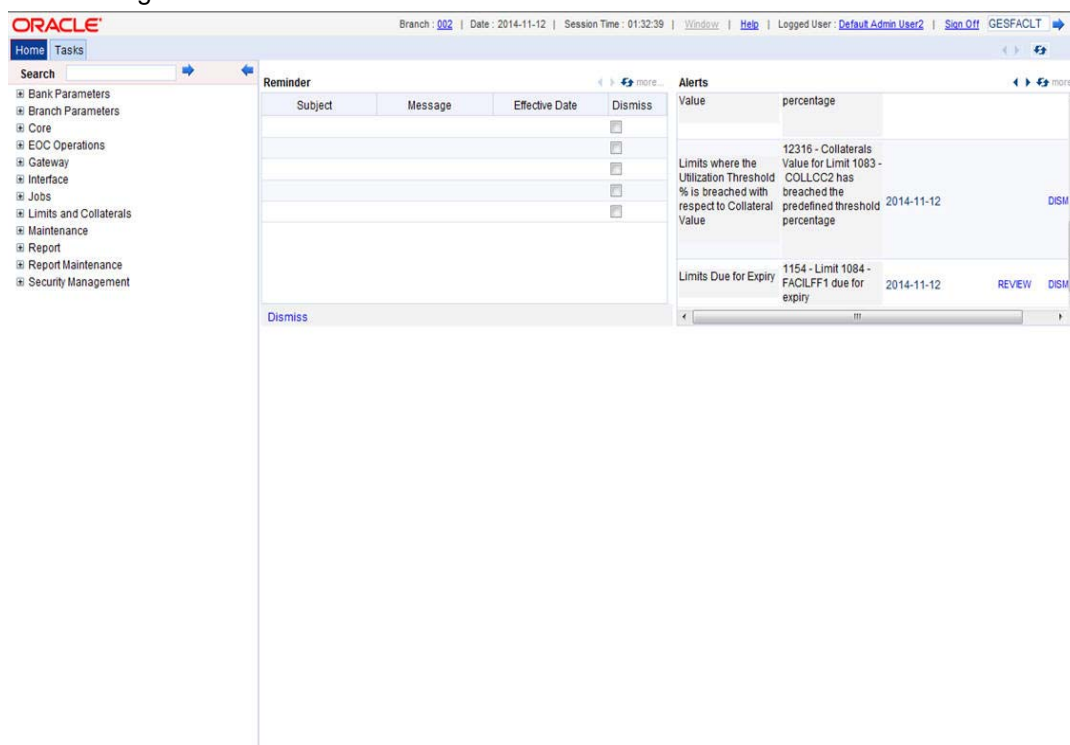 ORACLE
Branch : 002 | Date : 2014-11-12 | Session Time : 01:32:39 | Window | Help | Logged User : Default Admin User2 | Sign Off GESFACLT
Home Tasks
Search
Bank Parameters
Branch Parameters
Core
EOC Operations
Gateway
Interface
Jobs
Limits and Collaterals
Maintenance
Report
Report Maintenance
Security Management
Reminder more...
Subject Message Effective Date Dismiss
Dismiss
Alerts more
Value percentage
Limits where the
Utilization Threshold
% is breached with
respect to Collateral
Value
12316 - Collaterals
Value for Limit 1083 -
COLLCC2 has
breached the
predefined threshold
percentage
2014-11-12 DISM
Limits Due for Expiry
1154 - Limit 1084 -
FACILFF1 due for
expiry
2014-11-12 REVIEW DISM